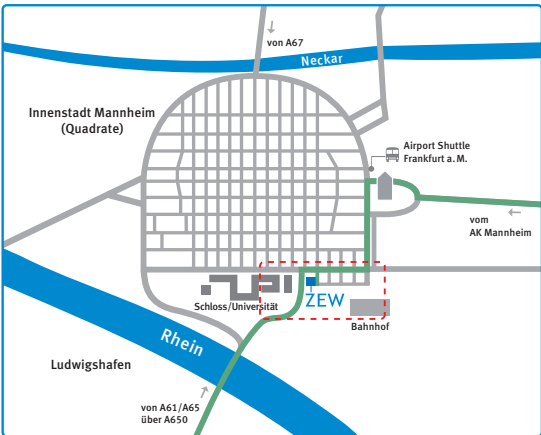 von A67
Neckar
Innenstadt Mannheim
(Quadrate)
Airport Shuttle
Frankfurt a.M.
vom
AK Mannheim
Schloss/Universität
ZEW
Bahnhof
Rhein
Ludwigshafen
von A61/A65
über A650